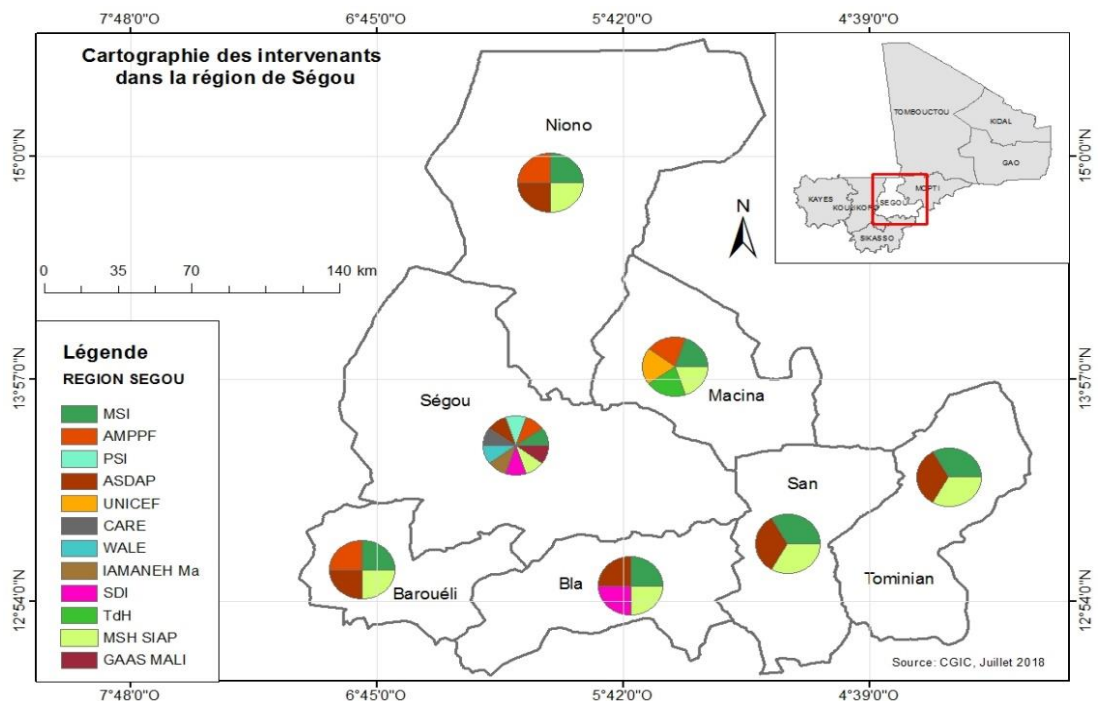 7°48'0"O 6°45'0"O 5°42'0"O 4°39'0"O
Cartographie des intervenants
dans la région de Ségou
Niono
TOMBOUCTOU
KIDAL
GAO
MOPTI
KAYES
KOULIKORO
SEGOU
SIKASSO
15°0'0"N
15°0'0"N
N
0 35 70 140 km
Légende
REGION SEGOU
MSI
AMPPF
PSI
ASDAP
UNICEF
CARE
WALE
IAMANEH Ma
SDI
TdH
MSH SIAP
GAAS MALI
13°57'0"N
13°57'0"N
Ségou
Macina
San
Tominian
Bla
Barouéli
12°54'0"N
12°54'0"N
Source: CGIC, Juillet 2018
7°48'0"O 6°45'0"O 5°42'0"O 4°39'0"O